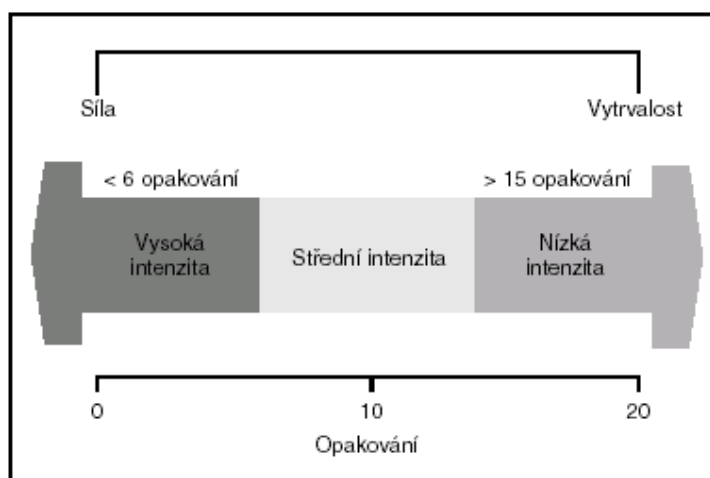 Síla
Vytrvalost
< 6 opakování
> 15 opakování
Vysoká
intenzita
Střední intenzita
Nízká
intenzita
0
10
20
Opakování